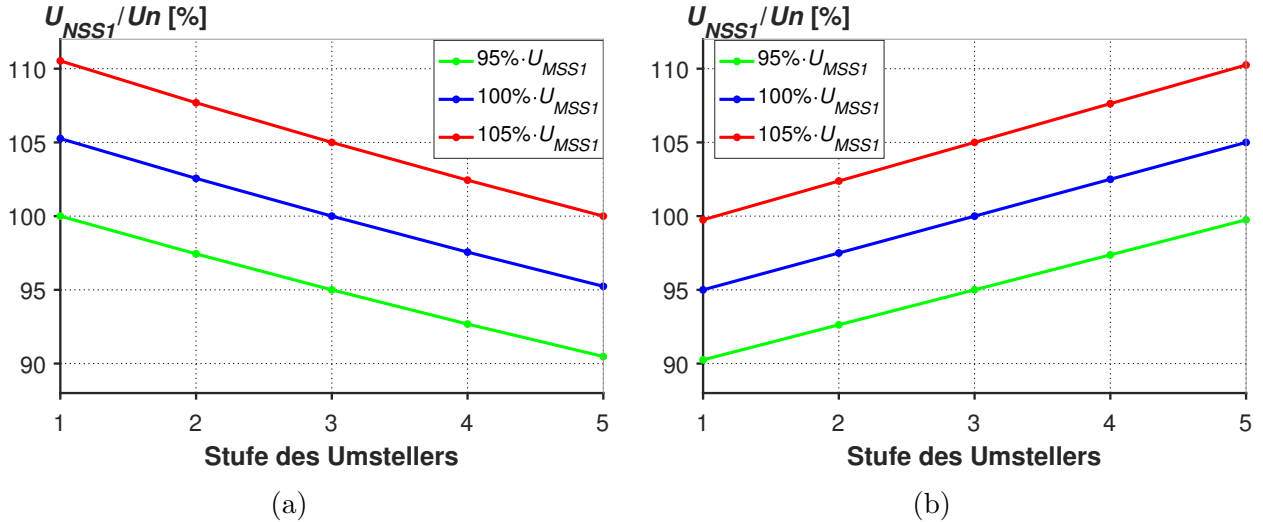 U_NSS1/Un [%]
95%·U_MSS1
100%·U_MSS1
105%·U_MSS1
110
105
100
95
90
1 2 3 4 5
Stufe des Umstellers
(a)
U_NSS1/Un [%]
95%·U_MSS1
100%·U_MSS1
105%·U_MSS1
110
105
100
95
90
1 2 3 4 5
Stufe des Umstellers
(b)